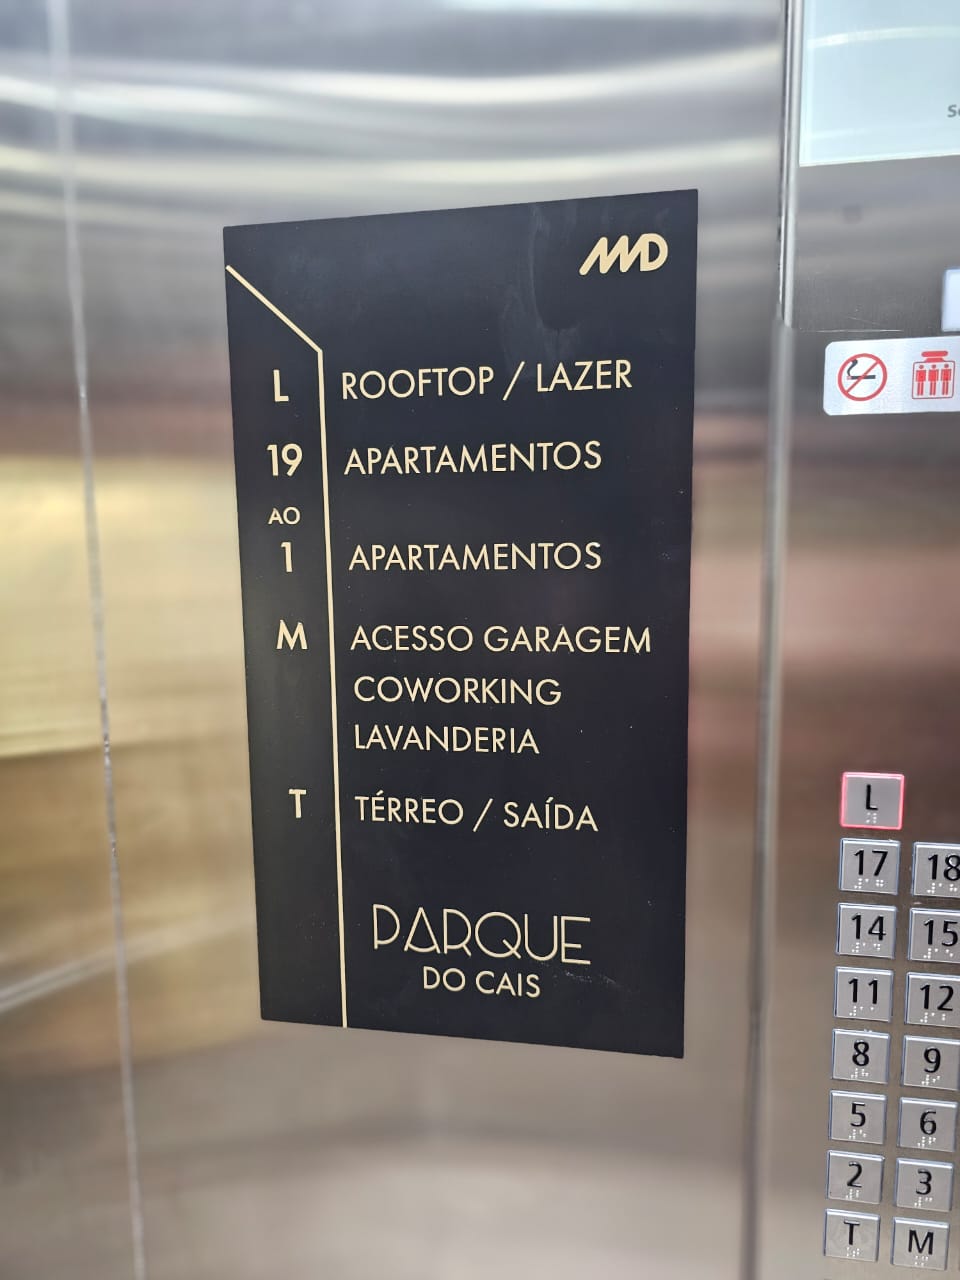 MD
L ROOFTOP / LAZER
19 APARTAMENTOS
AO
1 APARTAMENTOS
M ACESSO GARAGEM
COWORKING
LAVANDERIA
T TÉRREO / SAÍDA
PARQUE
DO CAIS
L
17 18
14 15
11 12
8 9
5 6
2 3
T M